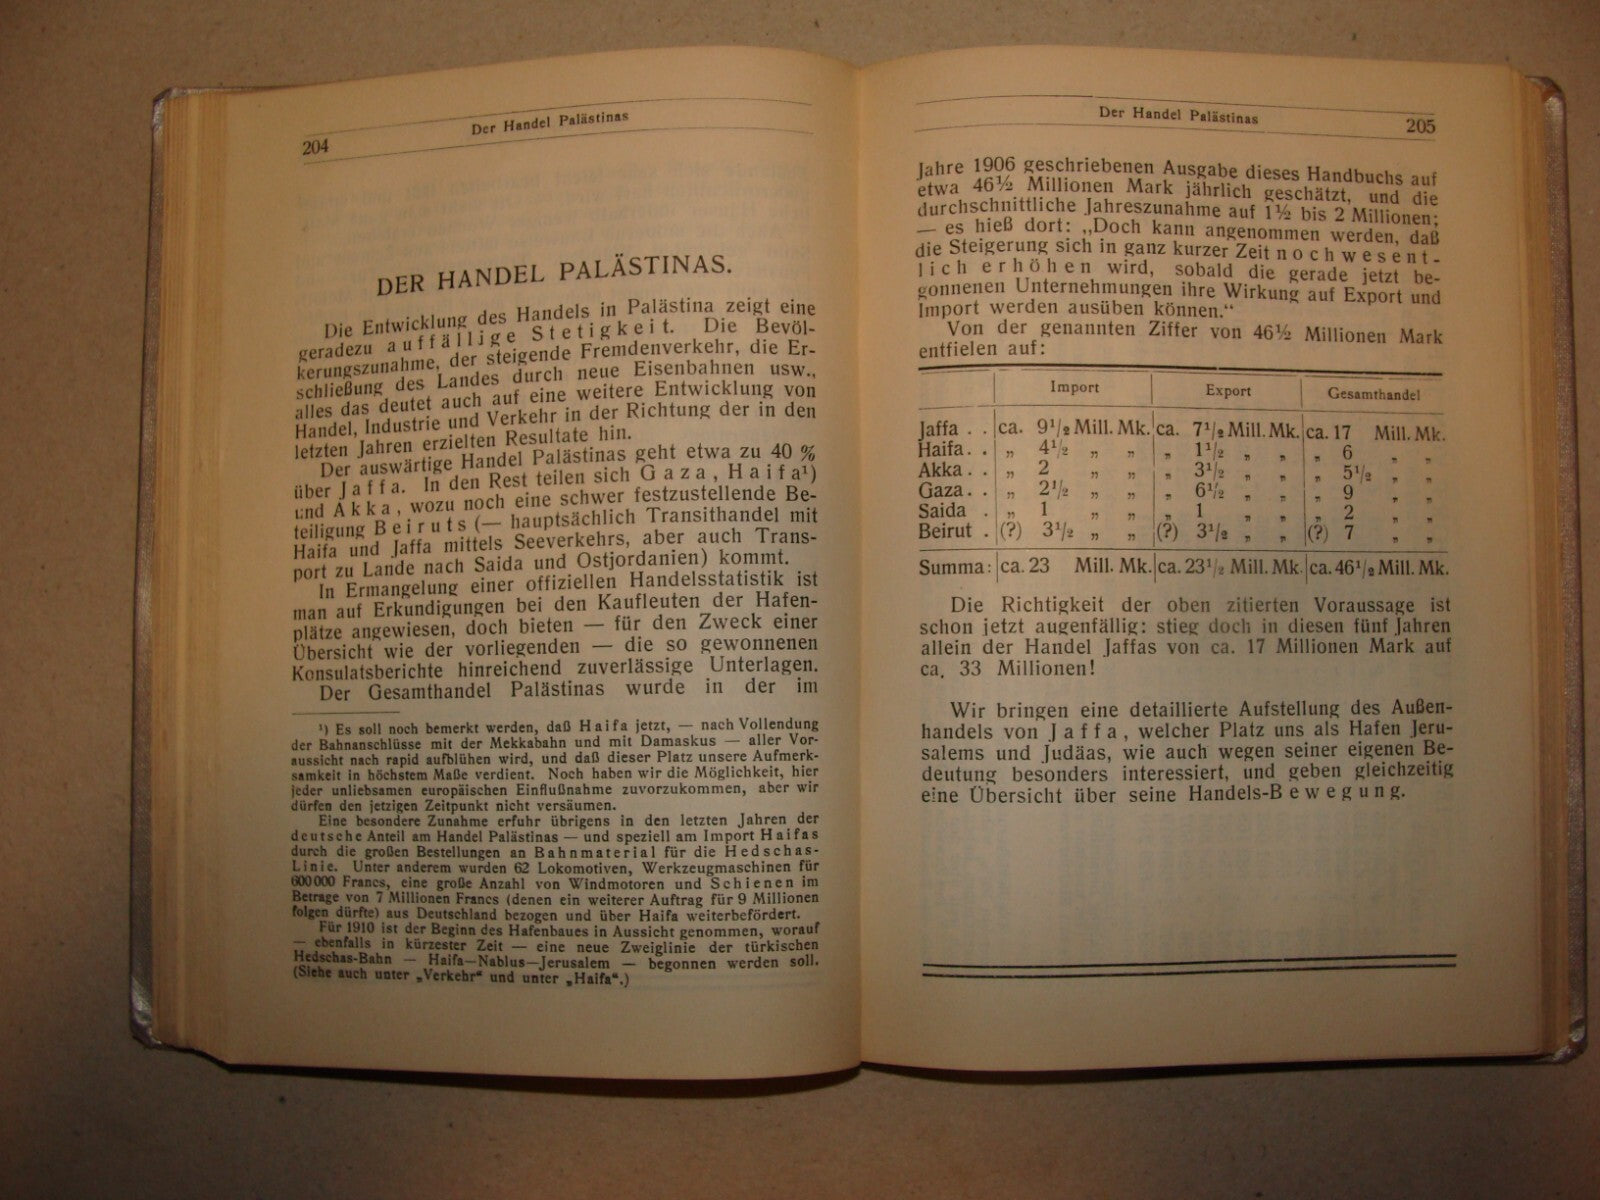 204
Der Handel Palästinas
DER HANDEL PALÄSTINAS.
Die Entwicklung des Handels in Palästina zeigt eine
geradezu auffällige Stetigkeit. Die Bevöl-
kerungszunahme, der steigende Fremdenverkehr, die Er-
schließung des Landes durch neue Eisenbahnen usw.,
alles das deutet auch auf eine weitere Entwicklung von
Handel, Industrie und Verkehr in der Richtung der in den
letzten Jahren erzielten Resultate hin.
Der auswärtige Handel Palästinas geht etwa zu 40 %
über Jaffa. In den Rest teilen sich Gaza, Haifa¹)
und Akka, wozu noch eine schwer festzustellende Be-
teiligung Beiruts (— hauptsächlich Transithandel mit
Haifa und Jaffa mittels Seeverkehrs, aber auch Trans-
port zu Lande nach Saida und Ostjordanien) kommt.
In Ermangelung einer offiziellen Handelsstatistik ist
man auf Erkundigungen bei den Kaufleuten der Hafen-
plätze angewiesen, doch bieten — für den Zweck einer
Übersicht wie der vorliegenden — die so gewonnenen
Konsulatsberichte hinreichend zuverlässige Unterlagen.
Der Gesamthandel Palästinas wurde in der im
¹) Es soll noch bemerkt werden, daß Haifa jetzt, — nach Vollendung
der Bahnanschlüsse mit der Mekkabahn und mit Damaskus — aller Vor-
aussicht nach rapid aufblühen wird, und daß dieser Platz unsere Aufmerk-
samkeit in höchstem Maße verdient. Noch haben wir die Möglichkeit, hier
jeder unliebsamen europäischen Einflußnahme zuvorzukommen, aber wir
dürfen den jetzigen Zeitpunkt nicht versäumen.
Eine besondere Zunahme erfuhr übrigens in den letzten Jahren der
deutsche Anteil am Handel Palästinas — und speziell am Import Haifas
durch die großen Bestellungen an Bahnmaterial für die Hedschas-
Linie. Unter anderem wurden 62 Lokomotiven, Werkzeugmaschinen für
600000 Francs, eine große Anzahl von Windmotoren und Schienen im
Betrage von 7 Millionen Francs (denen ein weiterer Auftrag für 9 Millionen
folgen dürfte) aus Deutschland bezogen und über Haifa weiterbefördert.
Für 1910 ist der Beginn des Hafenbaues in Aussicht genommen, worauf
— ebenfalls in kürzester Zeit — eine neue Zweiglinie der türkischen
Hedschas-Bahn — Haifa—Nablus—Jerusalem — begonnen werden soll.
(Siehe auch unter „Verkehr“ und unter „Haifa“.)
Der Handel Palästinas
205
Jahre 1906 geschriebenen Ausgabe dieses Handbuchs auf
etwa 46½ Millionen Mark jährlich geschätzt, und die
durchschnittliche Jahreszunahme auf 1½ bis 2 Millionen;
— es hieß dort: „Doch kann angenommen werden, daß
die Steigerung sich in ganz kurzer Zeit noch wesent-
lich erhöhen wird, sobald die gerade jetzt be-
gonnenen Unternehmungen ihre Wirkung auf Export und
Import werden ausüben können.“
Von der genannten Ziffer von 46½ Millionen Mark
entfielen auf:
Import Export Gesamthandel
Jaffa . . ca. 9½ Mill. Mk. ca. 7½ Mill. Mk. ca. 17 Mill. Mk.
Haifa . . „ 4½ „ „ „ 1½ „ „ „ 6 „ „
Akka . . „ 2 „ „ „ 3½ „ „ „ 5½ „ „
Gaza . . „ 2½ „ „ „ 6½ „ „ „ 9 „ „
Saida . „ 1 „ „ „ 1 „ „ „ 2 „ „
Beirut . (?) 3½ „ „ (?) 3½ „ „ (?) 7 „ „
Summa: ca. 23 Mill. Mk. ca. 23½ Mill. Mk. ca. 46½ Mill. Mk.
Die Richtigkeit der oben zitierten Voraussage ist
schon jetzt augenfällig: stieg doch in diesen fünf Jahren
allein der Handel Jaffas von ca. 17 Millionen Mark auf
ca. 33 Millionen!
Wir bringen eine detaillierte Aufstellung des Außen-
handels von Jaffa, welcher Platz uns als Hafen Jeru-
salems und Judäas, wie auch wegen seiner eigenen Be-
deutung besonders interessiert, und geben gleichzeitig
eine Übersicht über seine Handels-Bewegung.